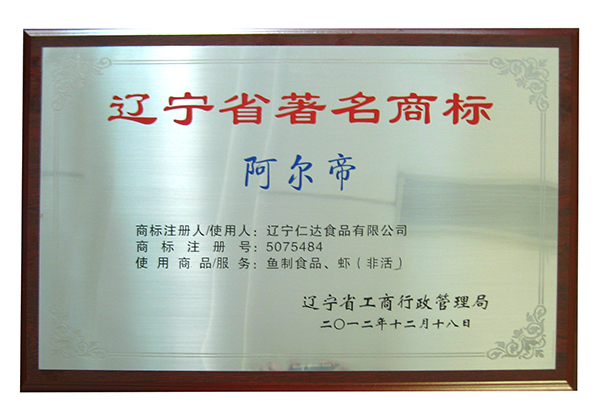 辽宁省著名商标
阿尔帝
商标注册人/使用人：辽宁仁达食品有限公司
商标注册号：5075484
使用商品/服务：鱼制食品、虾（非活）
辽宁省工商行政管理局
二〇一二年十二月十八日